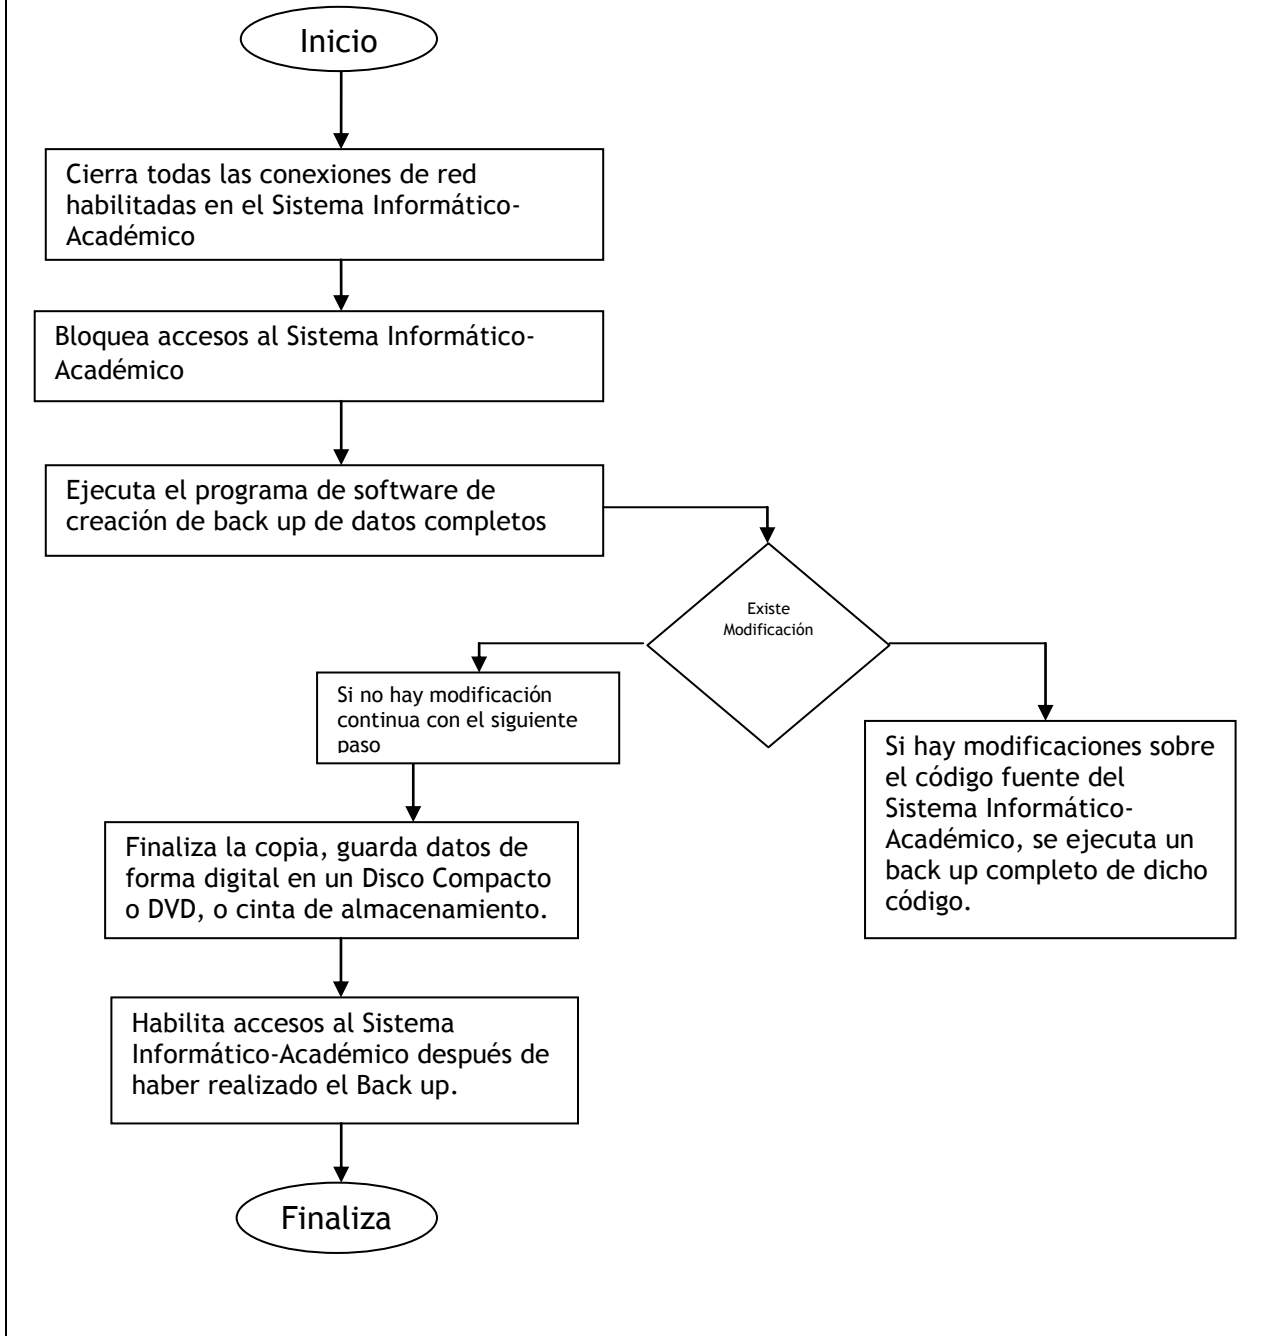 Inicio
Cierra todas las conexiones de red
habilitadas en el Sistema Informático-
Académico
Bloquea accesos al Sistema Informático-
Académico
Ejecuta el programa de software de
creación de back up de datos completos
Existe
Modificación
Si no hay modificación
continua con el siguiente
paso
Si hay modificaciones sobre
el código fuente del
Sistema Informático-
Académico, se ejecuta un
back up completo de dicho
código.
Finaliza la copia, guarda datos de
forma digital en un Disco Compacto
o DVD, o cinta de almacenamiento.
Habilita accesos al Sistema
Informático-Académico después de
haber realizado el Back up.
Finaliza